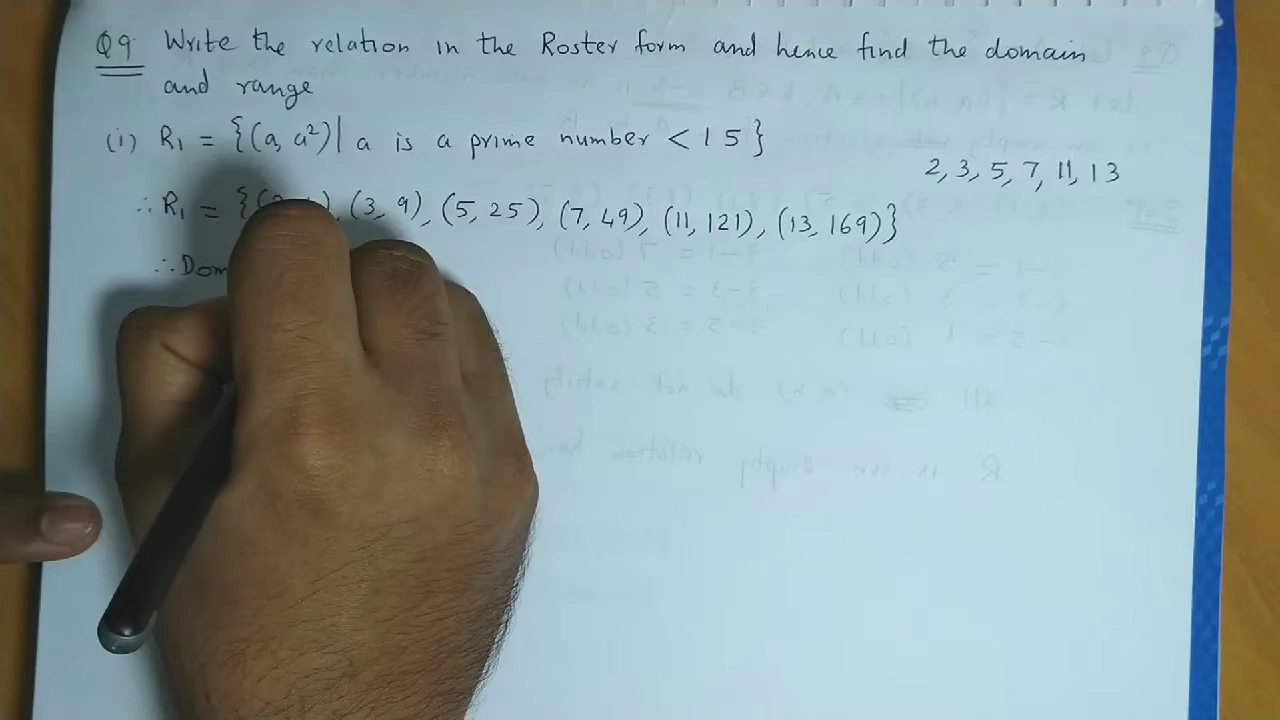 Q9 Write the relation in the Roster form and hence find the domain
and range
(i) R₁ = {(a, a²)| a is a prime number < 15}
2, 3, 5, 7, 11, 13
∴ R₁ = {( ), (3, 9), (5, 25), (7, 49), (11, 121), (13, 169)}
∴ Dom